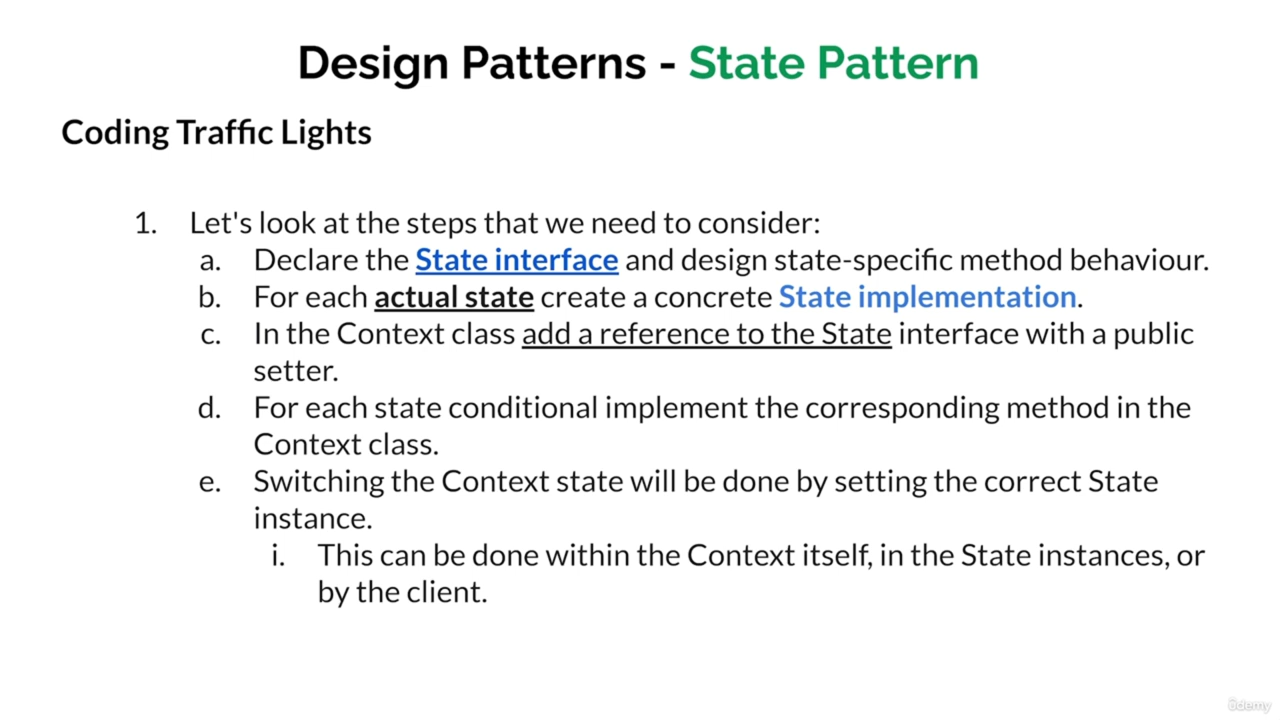 Design Patterns - State Pattern
Coding Traffic Lights
1. Let's look at the steps that we need to consider:
a. Declare the State interface and design state-specific method behaviour.
b. For each actual state create a concrete State implementation.
c. In the Context class add a reference to the State interface with a public
setter.
d. For each state conditional implement the corresponding method in the
Context class.
e. Switching the Context state will be done by setting the correct State
instance.
i. This can be done within the Context itself, in the State instances, or
by the client.
ûdemy